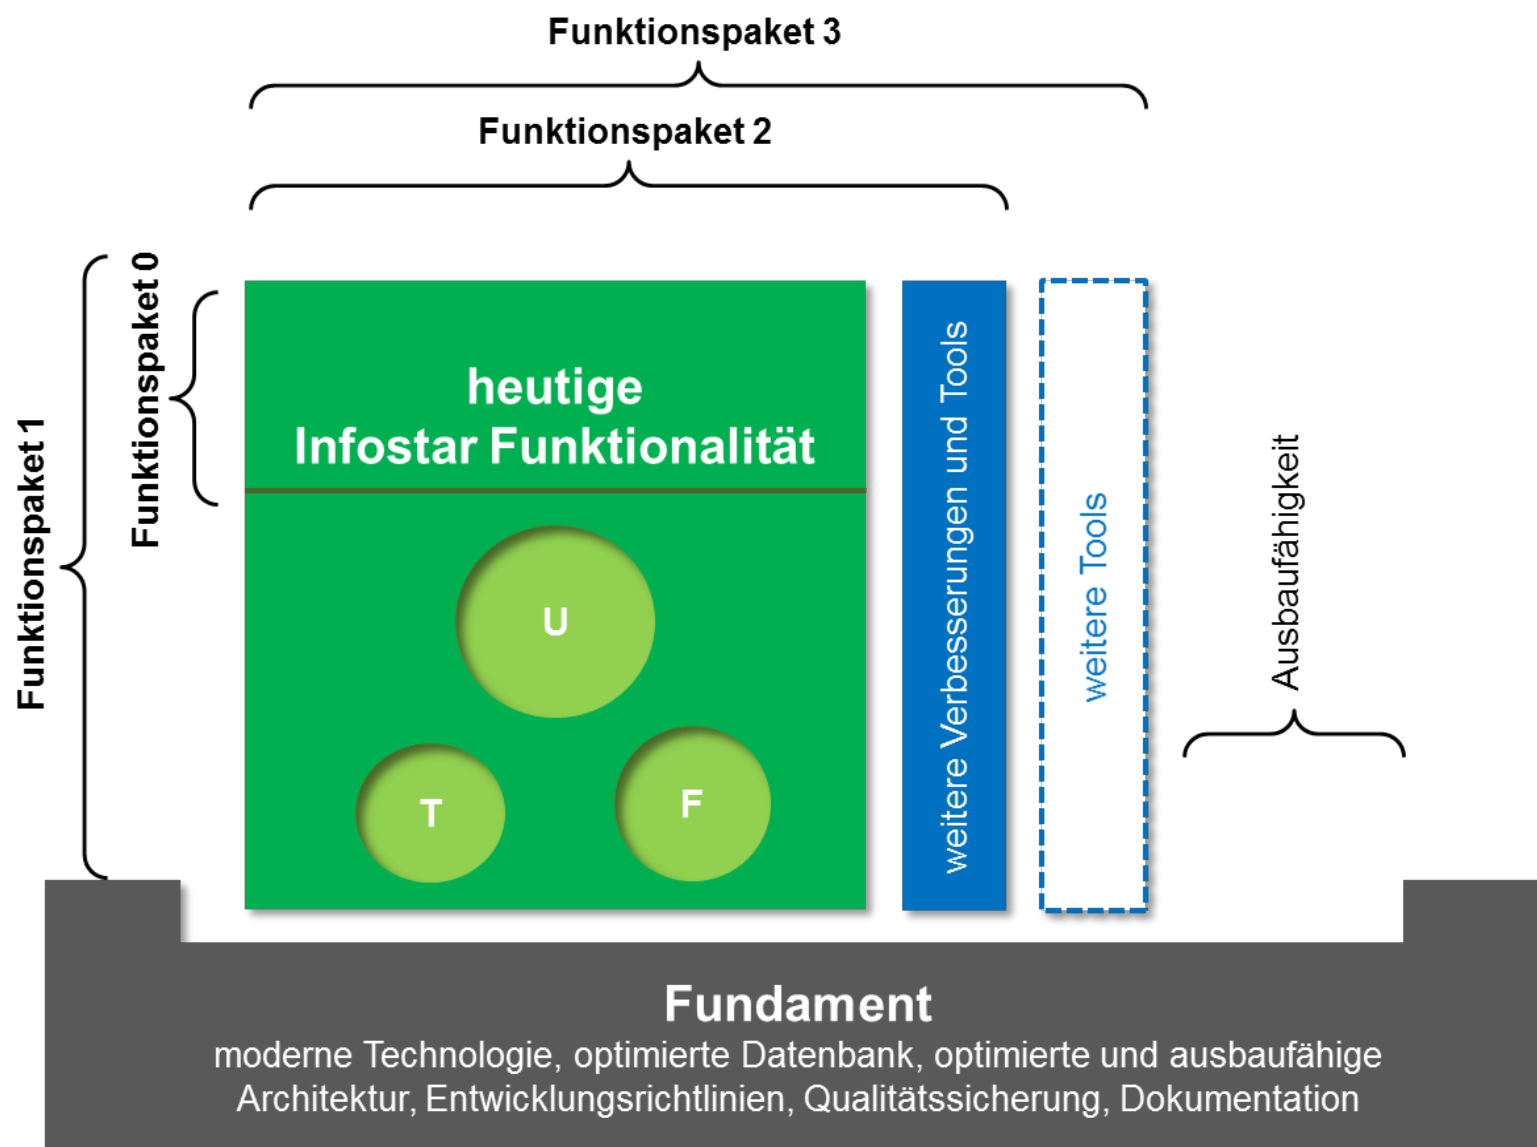 Funktionspaket 3
Funktionspaket 2
Funktionspaket 1
Funktionspaket 0
heutige
Infostar Funktionalität
U
T
F
weitere Verbesserungen und Tools
weitere Tools
Ausbaufähigkeit
Fundament
moderne Technologie, optimierte Datenbank, optimierte und ausbaufähige
Architektur, Entwicklungsrichtlinien, Qualitätssicherung, Dokumentation